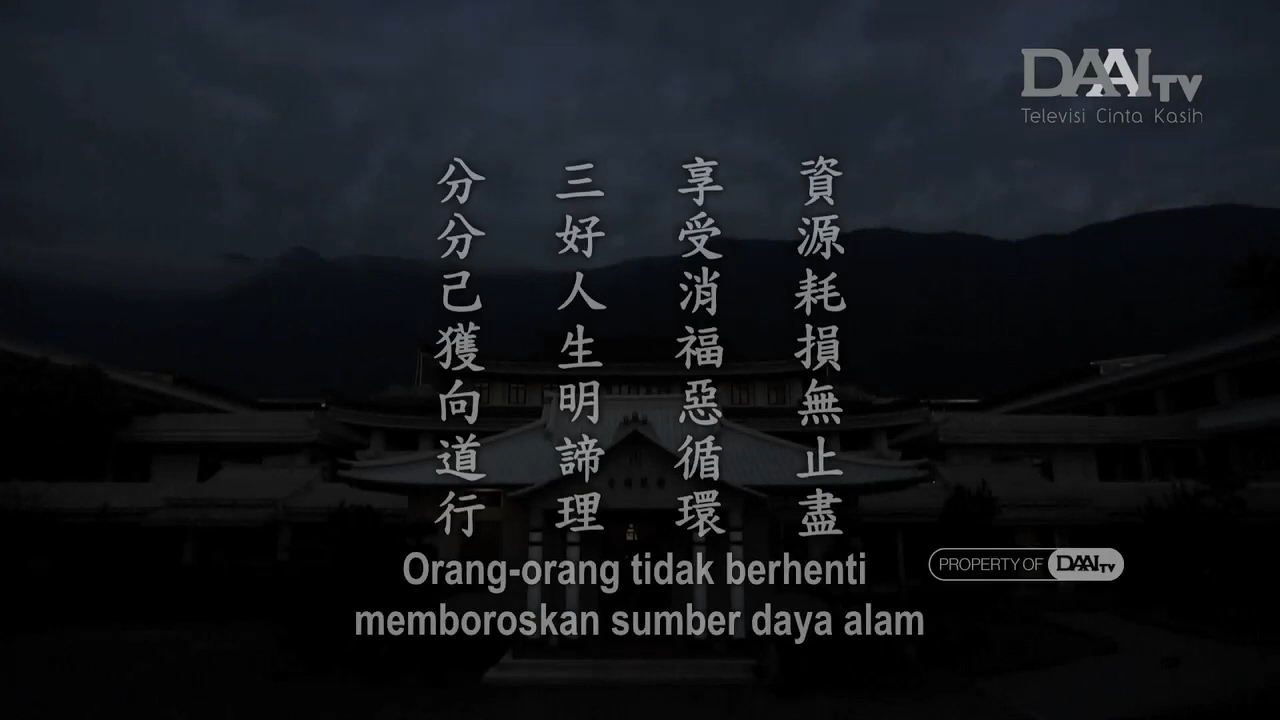 DAAI TV
Televisi Cinta Kasih
資源耗損無止盡
享受消福惡循環
三好人生明諦理
分分己獲向道行
Orang-orang tidak berhenti
memboroskan sumber daya alam
PROPERTY OF DAAI TV